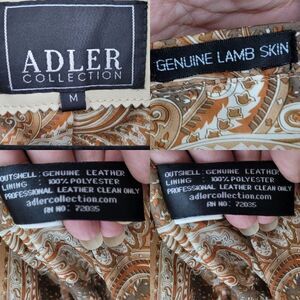 ADLER
COLLECTION
M
GENUINE LAMB SKIN
OUTSHELL: GENUINE LEATHER
LINING : 100% POLYESTER
PROFESSIONAL LEATHER CLEAN ONLY
adlercollection.com
RN NO: 72035
OUTSHELL: GENUINE LEATHER
LINING : 100% POLYESTER
PROFESSIONAL LEATHER CLEAN ONLY
adlercollection.com
RN NO: 72035